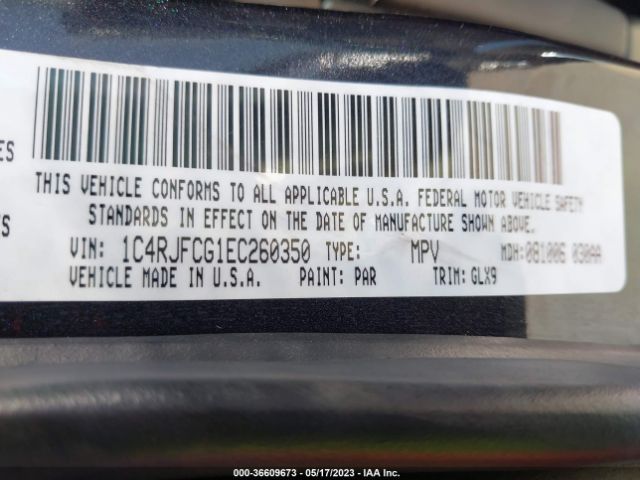 ES
THIS VEHICLE CONFORMS TO ALL APPLICABLE U.S.A. FEDERAL MOTOR VEHICLE SAFETY
STANDARDS IN EFFECT ON THE DATE OF MANUFACTURE SHOWN ABOVE.
S
VIN: 1C4RJFCG1EC260350 TYPE: MPV MDH: 081006 030AA
VEHICLE MADE IN U.S.A. PAINT: PAR TRIM: GLX9
000-36609673 - 05/17/2023 - IAA Inc.